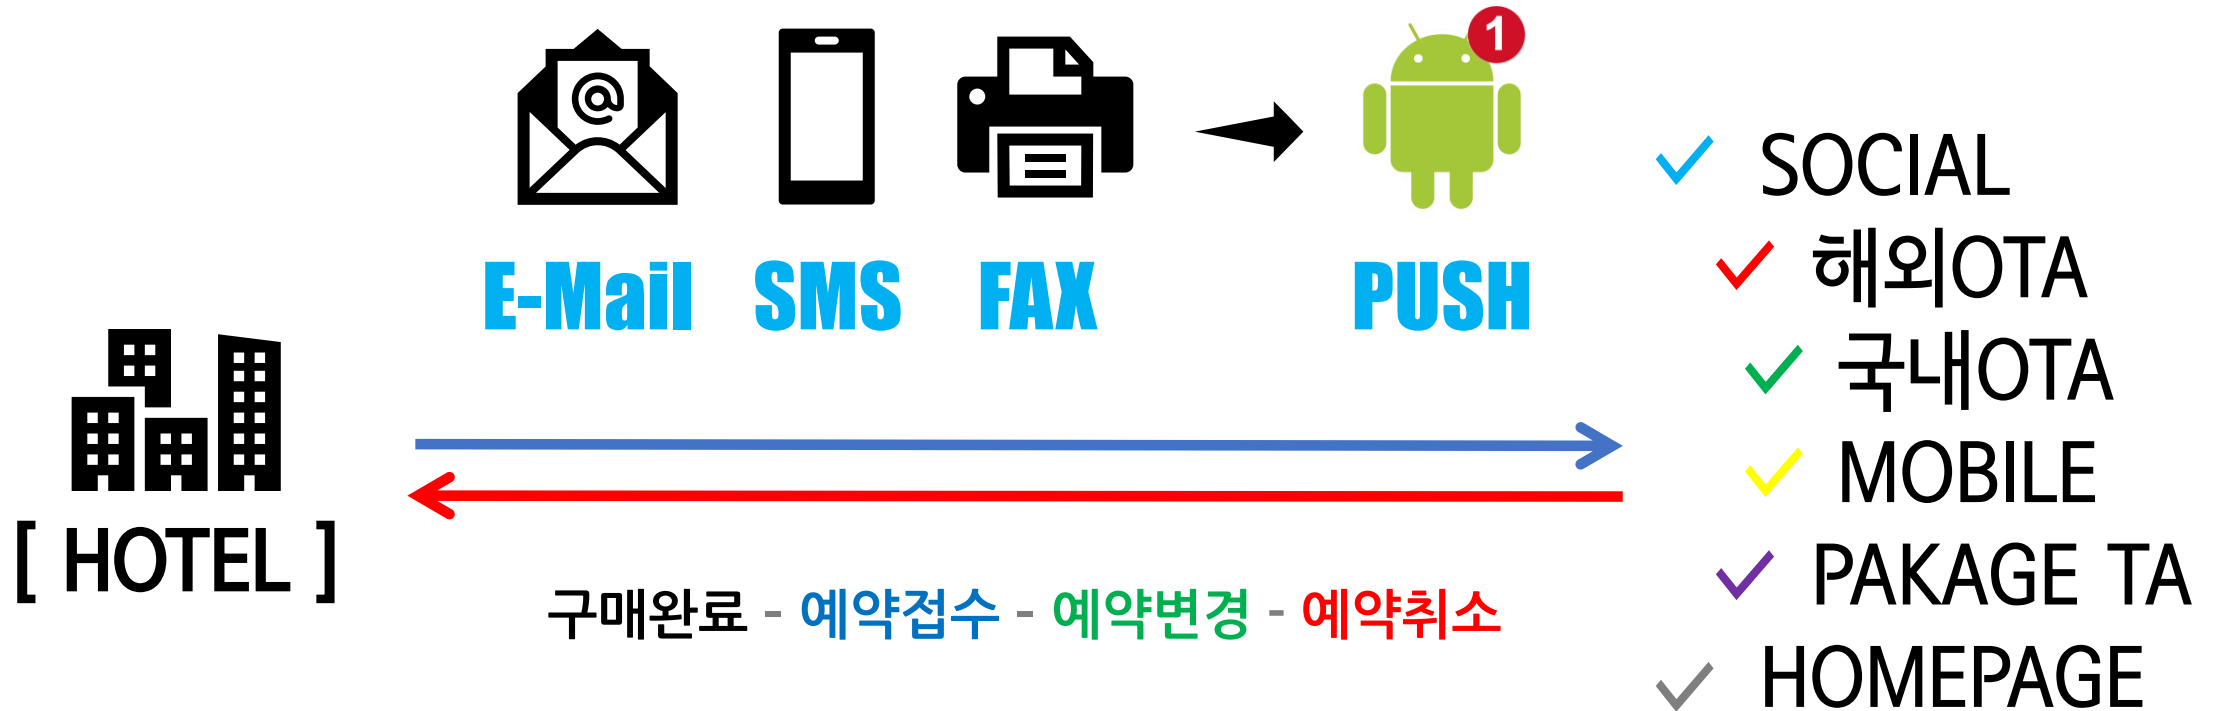 1
@
E-Mail SMS FAX PUSH
[ HOTEL ]
구매완료 - 예약접수 - 예약변경 - 예약취소
SOCIAL
해외OTA
국내OTA
MOBILE
PAKAGE TA
HOMEPAGE